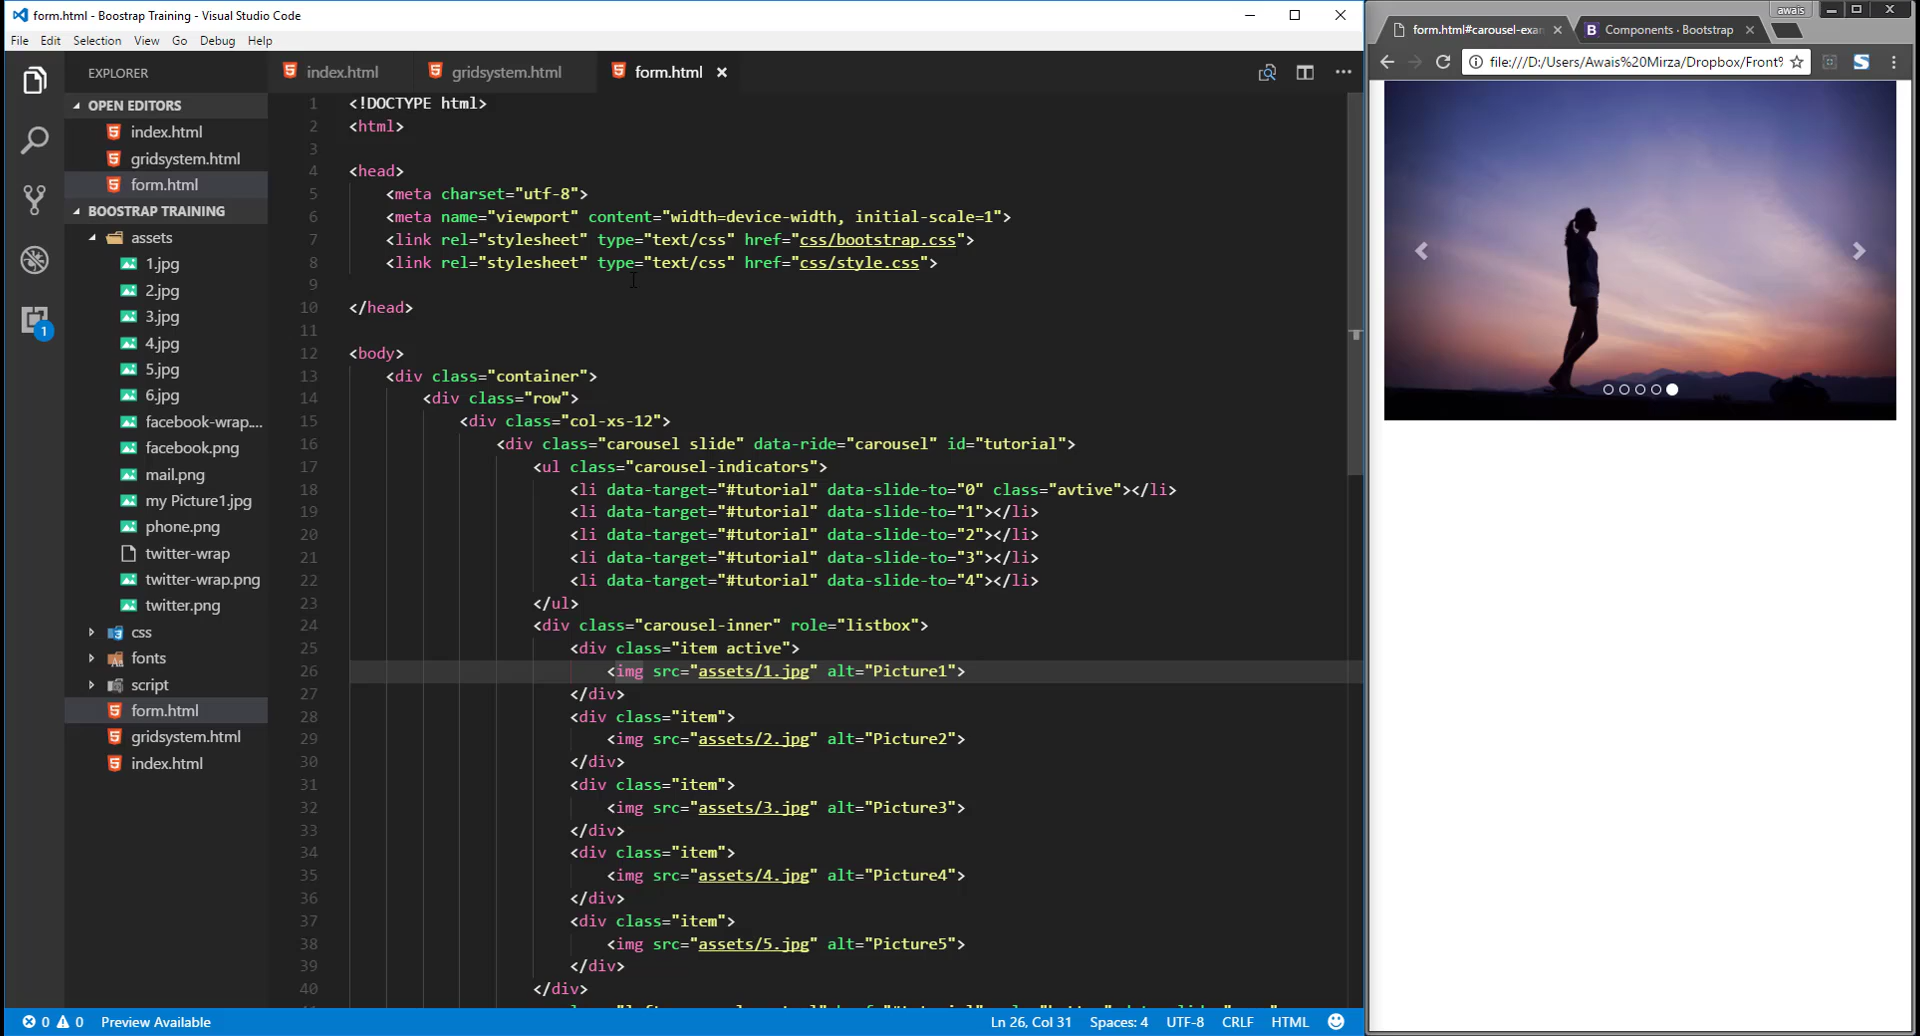 form.html - Boostrap Training - Visual Studio Code
File Edit Selection View Go Debug Help
EXPLORER
OPEN EDITORS
index.html
gridsystem.html
form.html
BOOSTRAP TRAINING
assets
1.jpg
2.jpg
3.jpg
4.jpg
5.jpg
6.jpg
facebook-wrap....
facebook.png
mail.png
my Picture1.jpg
phone.png
twitter-wrap
twitter-wrap.png
twitter.png
css
fonts
script
form.html
gridsystem.html
index.html
1
index.html gridsystem.html form.html
1 <!DOCTYPE html>
2 <html>
3
4 <head>
5 <meta charset="utf-8">
6 <meta name="viewport" content="width=device-width, initial-scale=1">
7 <link rel="stylesheet" type="text/css" href="css/bootstrap.css">
8 <link rel="stylesheet" type="text/css" href="css/style.css">
9
10 </head>
11
12 <body>
13 <div class="container">
14 <div class="row">
15 <div class="col-xs-12">
16 <div class="carousel slide" data-ride="carousel" id="tutorial">
17 <ul class="carousel-indicators">
18 <li data-target="#tutorial" data-slide-to="0" class="avtive"></li>
19 <li data-target="#tutorial" data-slide-to="1"></li>
20 <li data-target="#tutorial" data-slide-to="2"></li>
21 <li data-target="#tutorial" data-slide-to="3"></li>
22 <li data-target="#tutorial" data-slide-to="4"></li>
23 </ul>
24 <div class="carousel-inner" role="listbox">
25 <div class="item active">
26 <img src="assets/1.jpg" alt="Picture1">
27 </div>
28 <div class="item">
29 <img src="assets/2.jpg" alt="Picture2">
30 </div>
31 <div class="item">
32 <img src="assets/3.jpg" alt="Picture3">
33 </div>
34 <div class="item">
35 <img src="assets/4.jpg" alt="Picture4">
36 </div>
37 <div class="item">
38 <img src="assets/5.jpg" alt="Picture5">
39 </div>
40 </div>
0 0 Preview Available Ln 26, Col 31 Spaces: 4 UTF-8 CRLF HTML
awais
form.html#carousel-exam Components · Bootstrap
file:///D:/Users/Awais%20Mirza/Dropbox/Front%